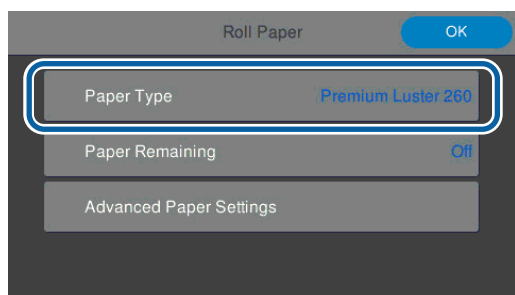 Roll Paper OK
Paper Type Premium Luster 260
Paper Remaining Off
Advanced Paper Settings